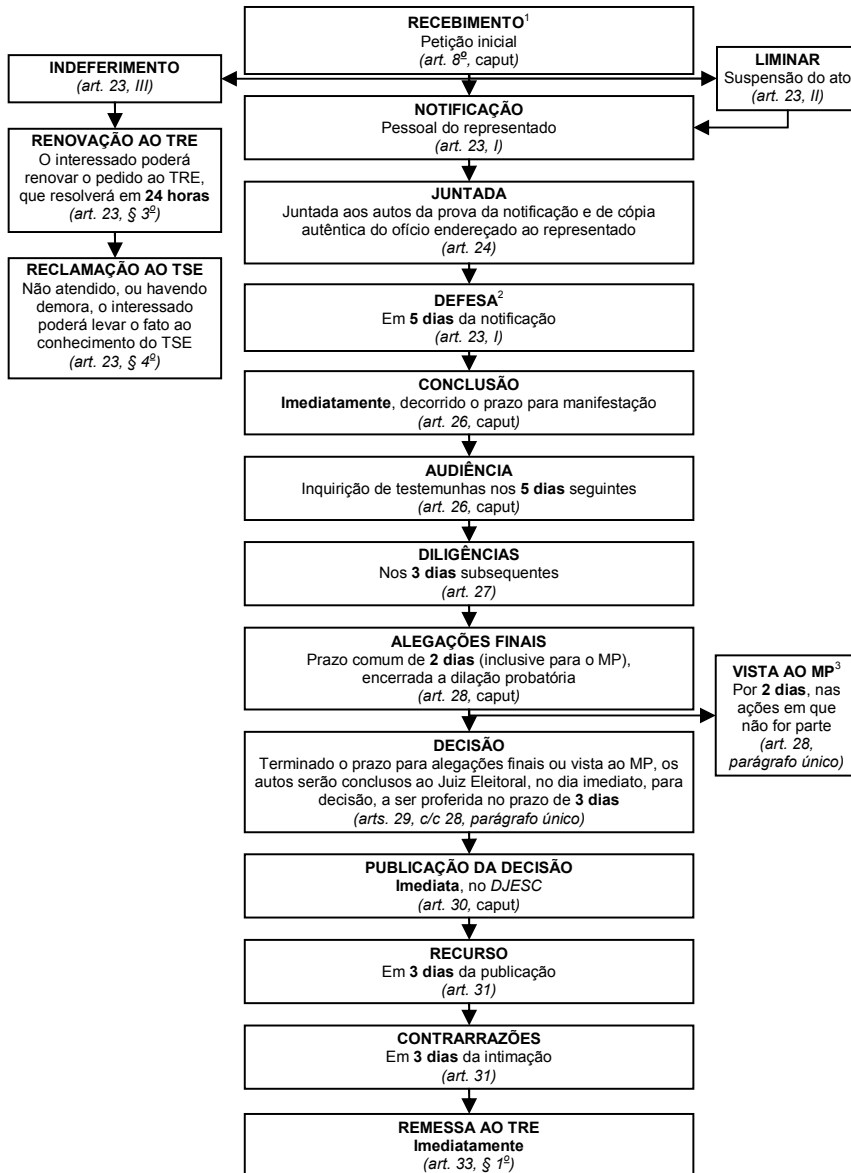 RECEBIMENTO¹
Petição inicial
(art. 8º, caput)
INDEFERIMENTO
(art. 23, III)
LIMINAR
Suspensão do ato
(art. 23, II)
NOTIFICAÇÃO
Pessoal do representado
(art. 23, I)
RENOVAÇÃO AO TRE
O interessado poderá
renovar o pedido ao TRE,
que resolverá em 24 horas
(art. 23, § 3º)
JUNTADA
Juntada aos autos da prova da notificação e de cópia
autêntica do ofício endereçado ao representado
(art. 24)
RECLAMAÇÃO AO TSE
Não atendido, ou havendo
demora, o interessado
poderá levar o fato ao
conhecimento do TSE
(art. 23, § 4º)
DEFESA²
Em 5 dias da notificação
(art. 23, I)
CONCLUSÃO
Imediatamente, decorrido o prazo para manifestação
(art. 26, caput)
AUDIÊNCIA
Inquirição de testemunhas nos 5 dias seguintes
(art. 26, caput)
DILIGÊNCIAS
Nos 3 dias subsequentes
(art. 27)
ALEGAÇÕES FINAIS
Prazo comum de 2 dias (inclusive para o MP),
encerrada a dilação probatória
(art. 28, caput)
VISTA AO MP³
Por 2 dias, nas
ações em que
não for parte
(art. 28,
parágrafo único)
DECISÃO
Terminado o prazo para alegações finais ou vista ao MP, os
autos serão conclusos ao Juiz Eleitoral, no dia imediato, para
decisão, a ser proferida no prazo de 3 dias
(arts. 29, c/c 28, parágrafo único)
PUBLICAÇÃO DA DECISÃO
Imediata, no DJESC
(art. 30, caput)
RECURSO
Em 3 dias da publicação
(art. 31)
CONTRARRAZÕES
Em 3 dias da intimação
(art. 31)
REMESSA AO TRE
Imediatamente
(art. 33, § 1º)